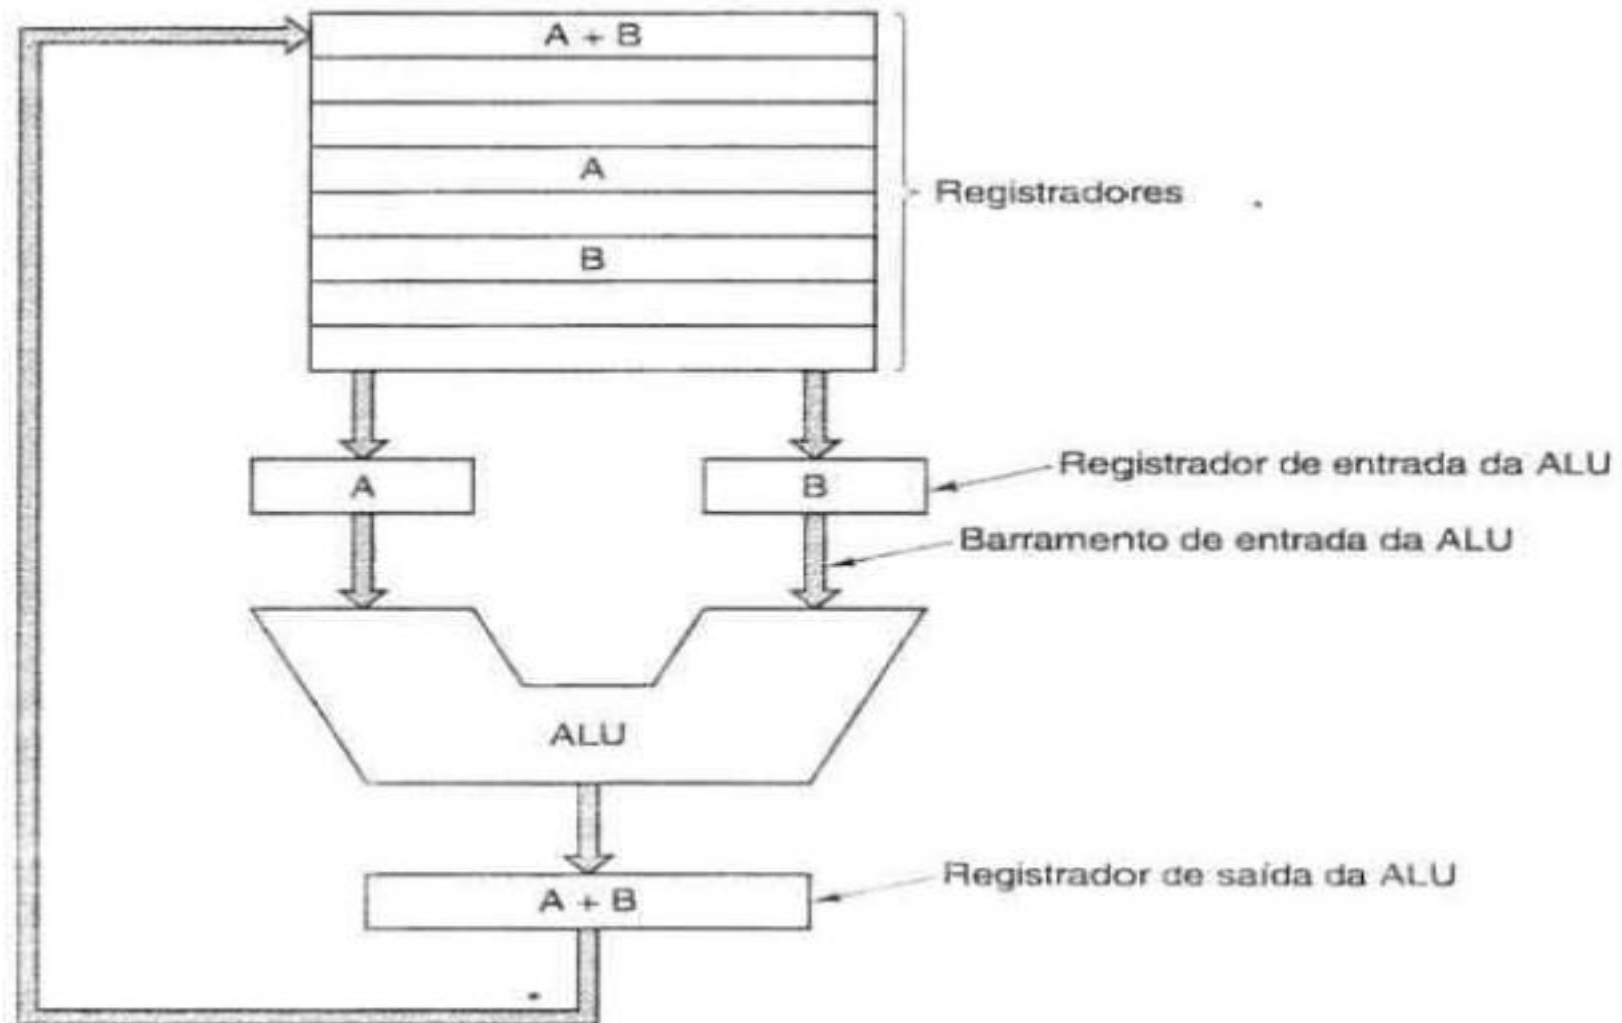 A + B
A
Registradores
B
A
B
Registrador de entrada da ALU
Barramento de entrada da ALU
ALU
A + B
Registrador de saída da ALU